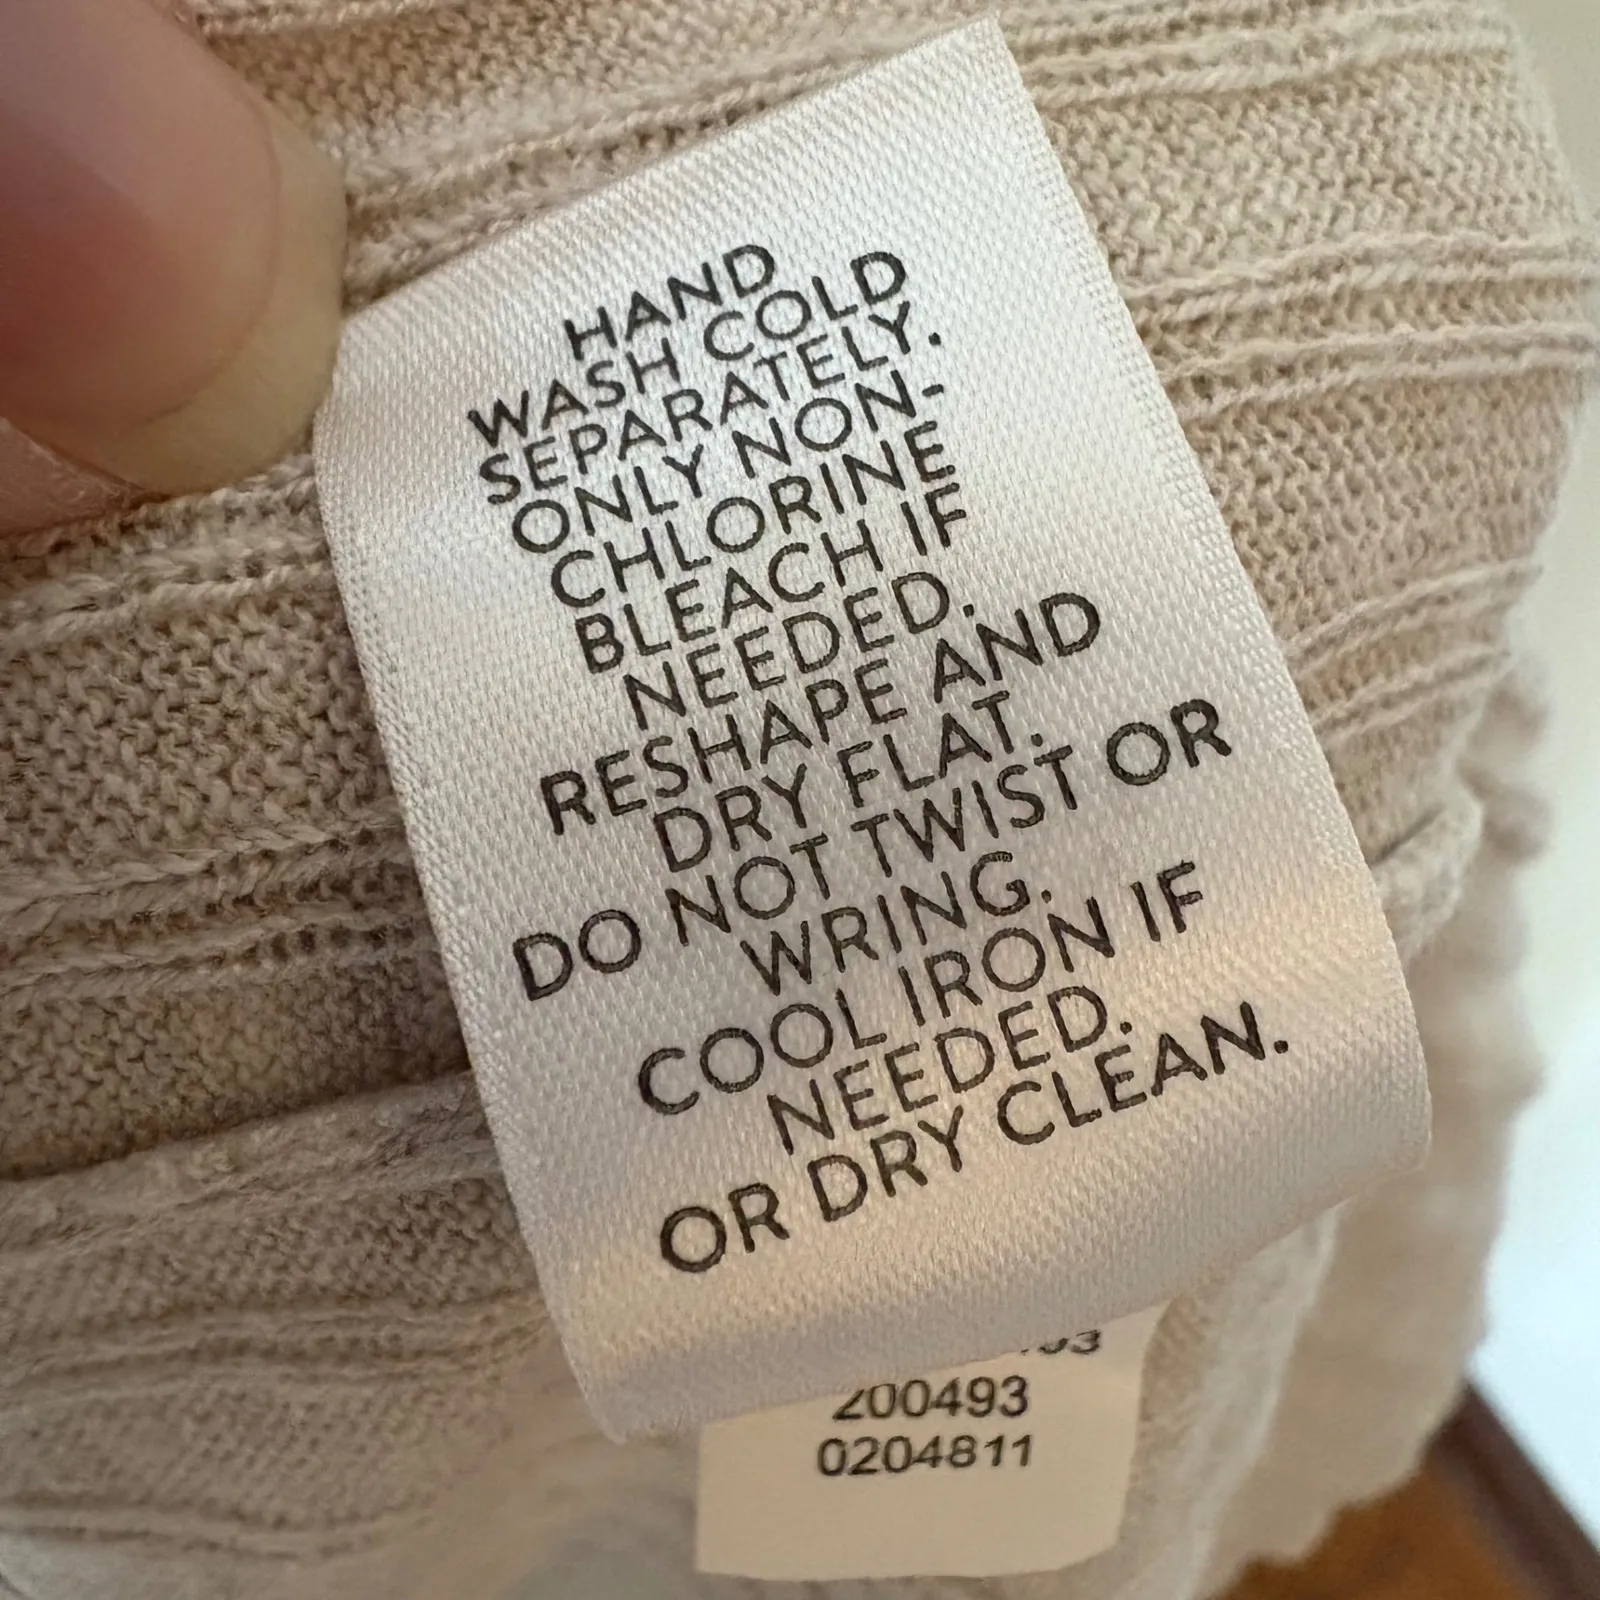 HAND
WASH COLD
SEPARATELY.
ONLY NON-
CHLORINE
BLEACH IF
NEEDED.
RESHAPE AND
DRY FLAT.
DO NOT TWIST OR
WRING.
COOL IRON IF
NEEDED.
OR DRY CLEAN.
200493
0204811